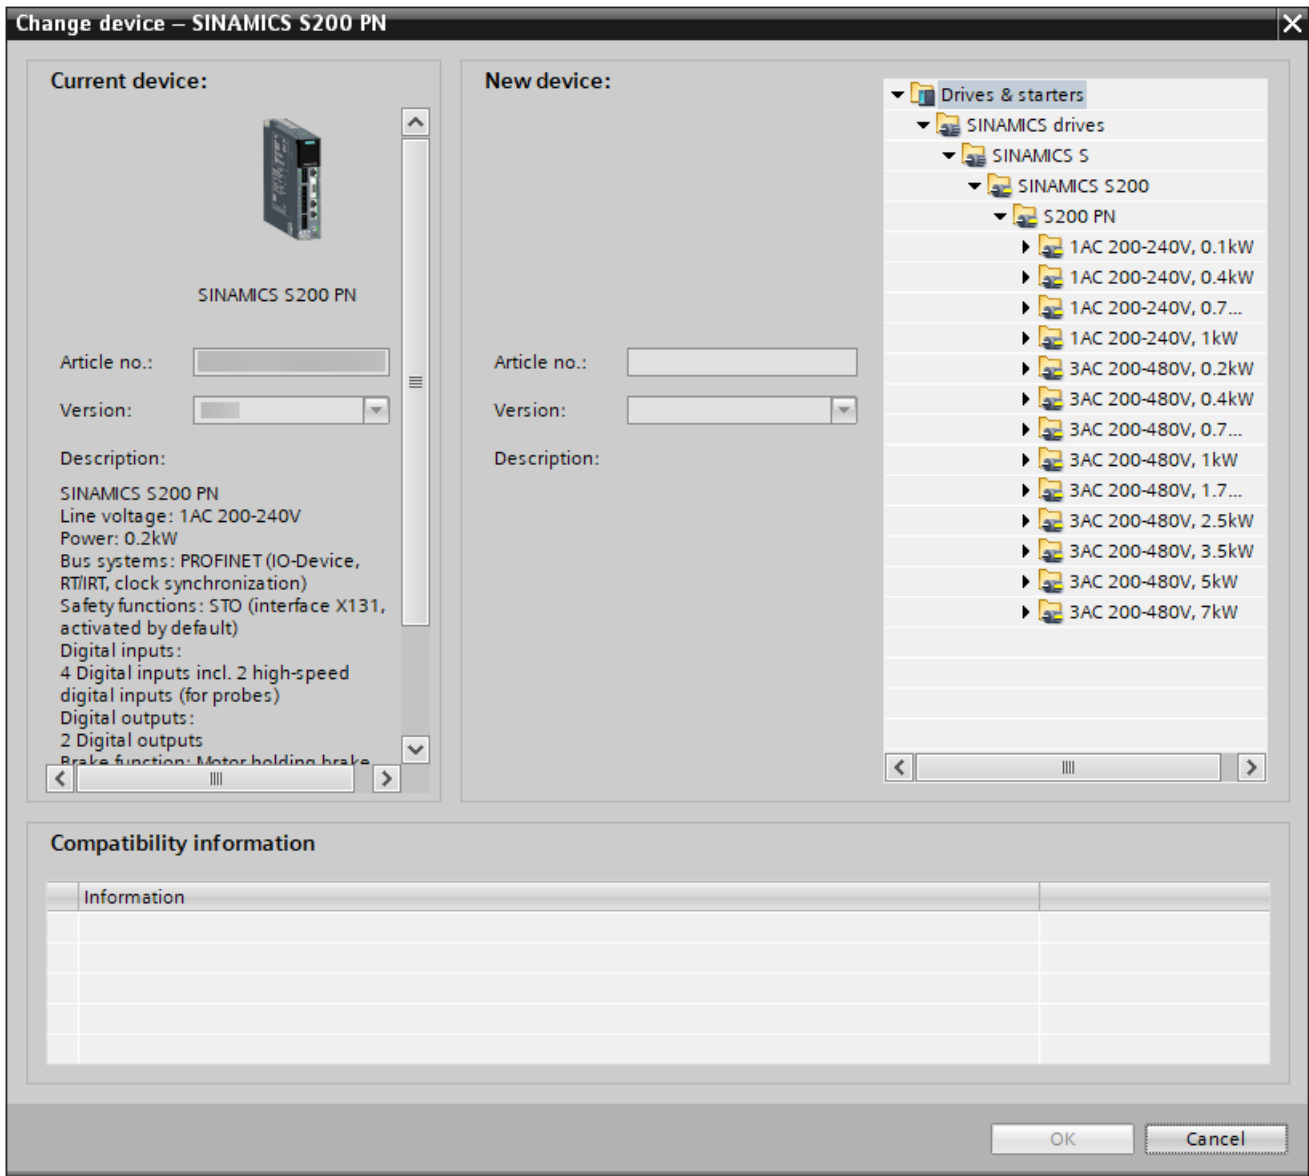 Change device – SINAMICS S200 PN
Current device:
SINAMICS S200 PN
Article no.:
Version:
Description:
SINAMICS S200 PN
Line voltage: 1AC 200-240V
Power: 0.2kW
Bus systems: PROFINET (IO-Device,
RT/IRT, clock synchronization)
Safety functions: STO (interface X131,
activated by default)
Digital inputs:
4 Digital inputs incl. 2 high-speed
digital inputs (for probes)
Digital outputs:
2 Digital outputs
Brake function: Motor holding brake
New device:
Article no.:
Version:
Description:
Drives & starters
SINAMICS drives
SINAMICS S
SINAMICS S200
S200 PN
1AC 200-240V, 0.1kW
1AC 200-240V, 0.4kW
1AC 200-240V, 0.7...
1AC 200-240V, 1kW
3AC 200-480V, 0.2kW
3AC 200-480V, 0.4kW
3AC 200-480V, 0.7...
3AC 200-480V, 1kW
3AC 200-480V, 1.7...
3AC 200-480V, 2.5kW
3AC 200-480V, 3.5kW
3AC 200-480V, 5kW
3AC 200-480V, 7kW
Compatibility information
Information
OK
Cancel